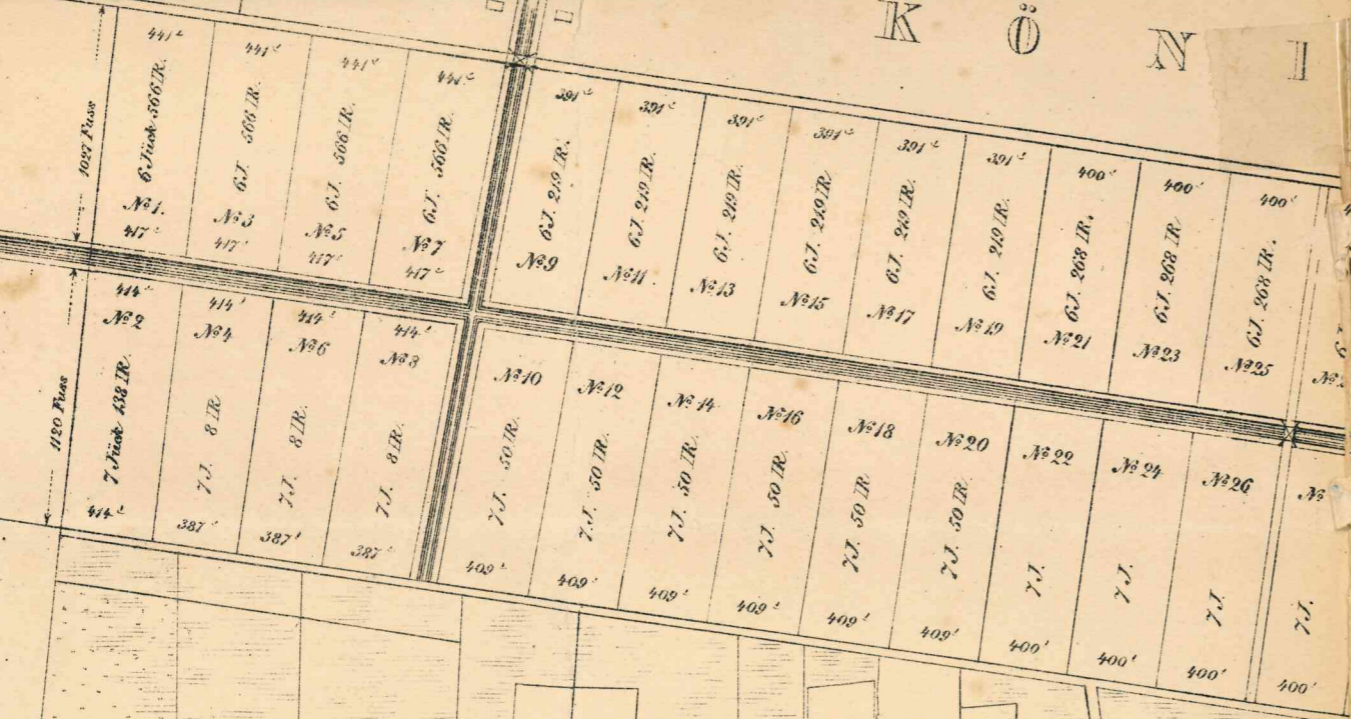 K Ö N I
1027 Fuss
441'
6 Jück 566 □R.
No 1.
417'
441'
6 J. 566 □R.
No 3
417'
441'
6 J. 566 □R.
No 5
417'
441'
6 J. 566 □R.
No 7
417'
391'
6 J. 219 □R.
No 9
391'
6 J. 219 □R.
No 11
391'
6 J. 219 □R.
No 13
391'
6 J. 219 □R
No 15
391'
6 J. 219 □R.
No 17
391'
6 J. 219 □R.
No 19
400'
6 J. 268 □R.
No 21
400'
6 J. 268 □R
No 23
400'
6 J. 268 □R.
No 25
1120 Fuss
414'
No 2
7 Jück 133 □R.
414'
414'
No 4
7 J. 8 □R
387'
414'
No 6
7 J. 8 □R.
387'
414'
No 8
7 J. 8 □R.
387'
No 10
7 J. 50 □R.
409'
No 12
7 J. 50 □R.
409'
No 14
7 J. 50 □R.
409'
No 16
7 J. 50 □R.
409'
No 18
7 J. 50 □R
409'
No 20
7 J. 50 □R.
409'
No 22
7 J.
400'
No 24
7 J.
400'
No 26
7 J.
400'
No
7 J.
400'